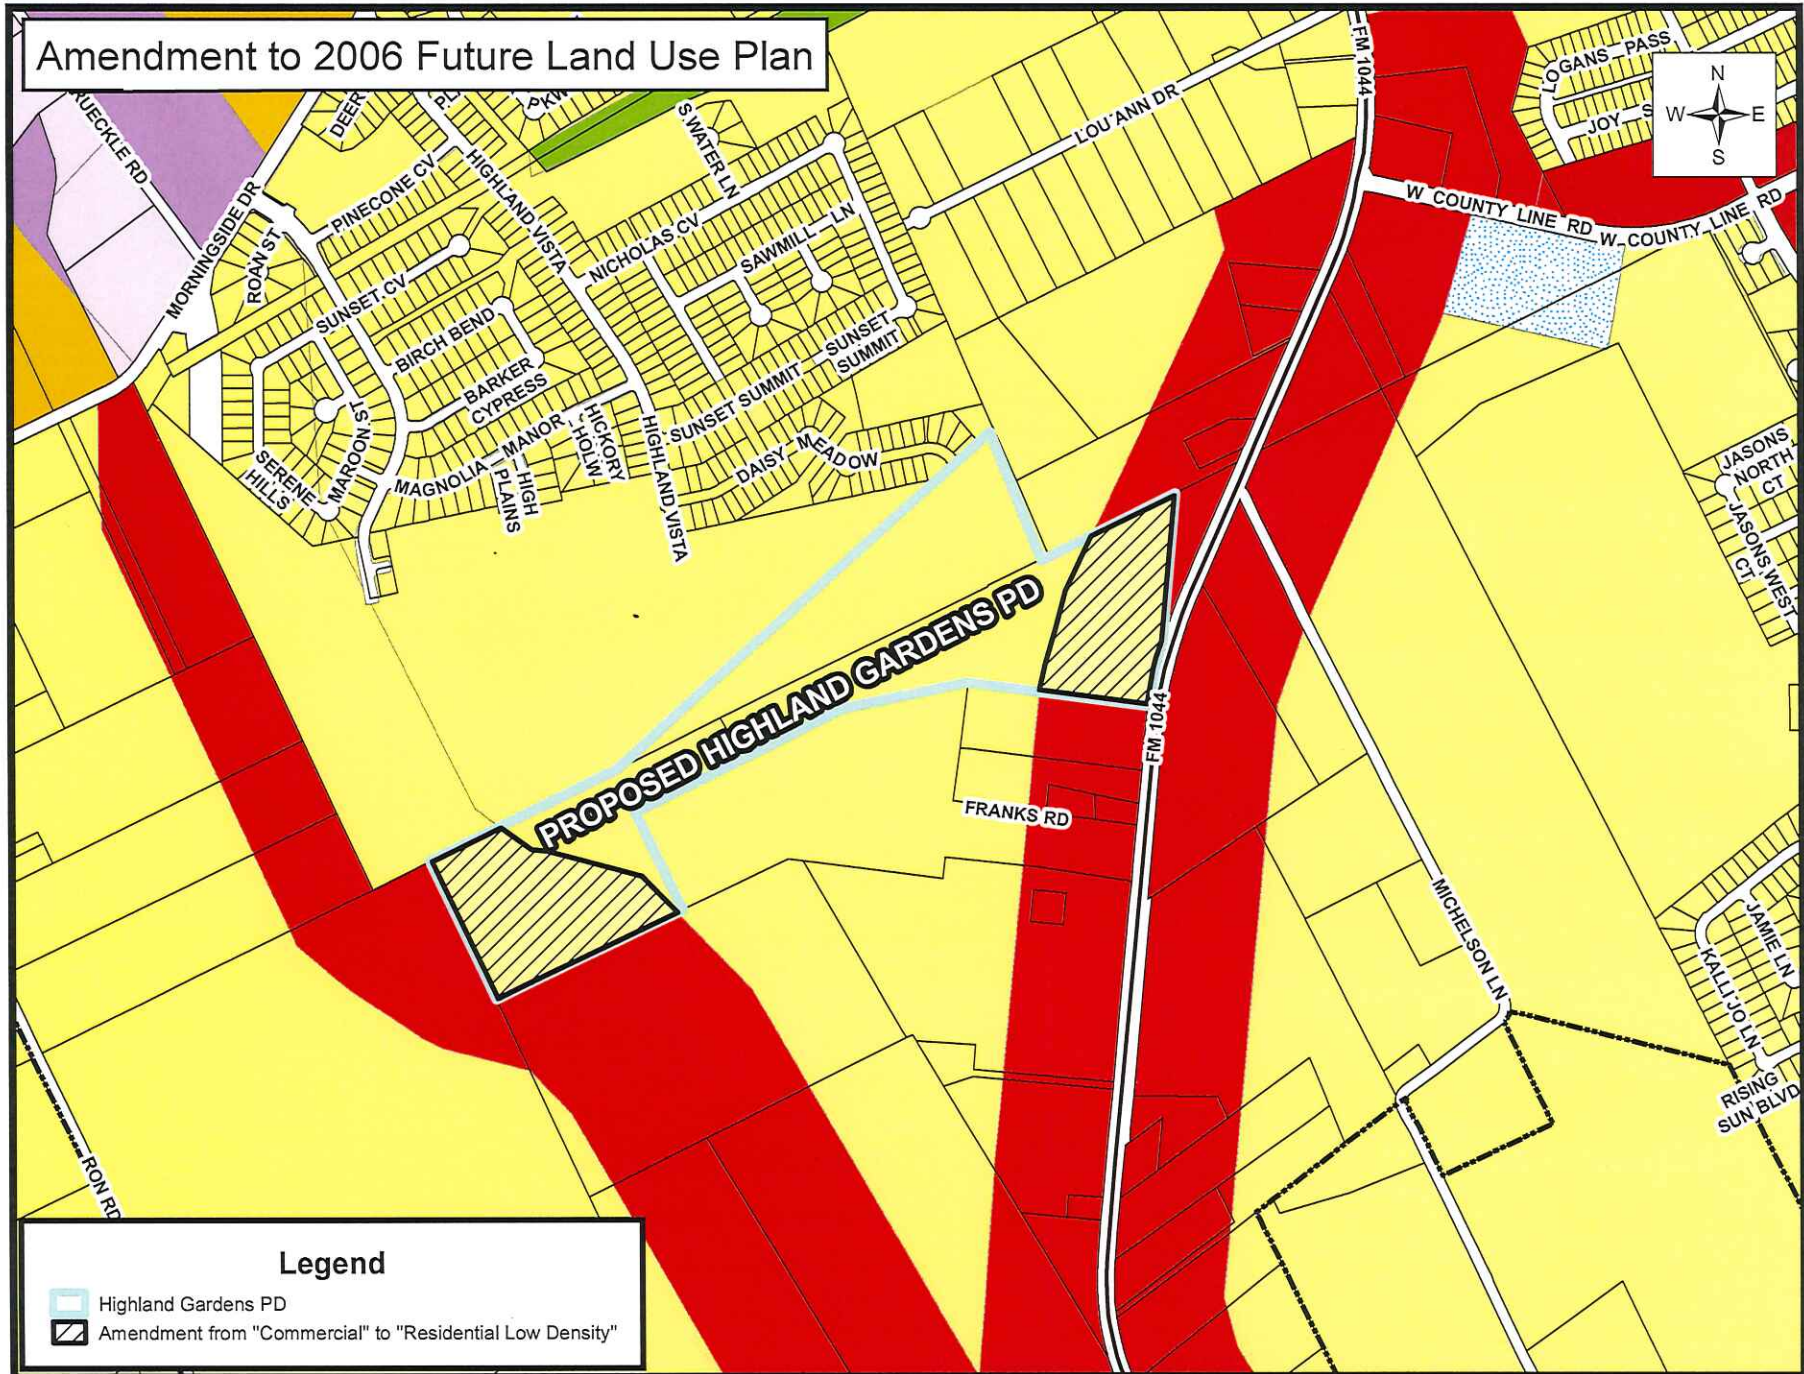 Amendment to 2006 Future Land Use Plan
N
W E
S
FM 1044
LOGANS PASS
JOY
RUECKLE RD
DEER
PKW
S WATER LN
LOU ANN DR
W COUNTY LINE RD
W COUNTY LINE RD
MORNINGSIDE DR
PINECONE CV
HIGHLAND VISTA
ROAN ST
NICHOLAS CV
SAWMILL LN
SUNSET CV
BIRCH BEND
SUNSET
SUMMIT
BARKER
CYPRESS
SUNSET SUMMIT
MAROON ST
MAGNOLIA MANOR
HICKORY
HOLW
HIGHLAND VISTA
DAISY MEADOW
SERENE
HILLS
HIGH
PLAINS
JASONS
NORTH
CT
JASONS WEST
CT
PROPOSED HIGHLAND GARDENS PD
FM 1044
FRANKS RD
MICHELSON LN
JAMIE LN
KALLI JO LN
RISING
SUN BLVD
RON RD
Legend
Highland Gardens PD
Amendment from "Commercial" to "Residential Low Density"